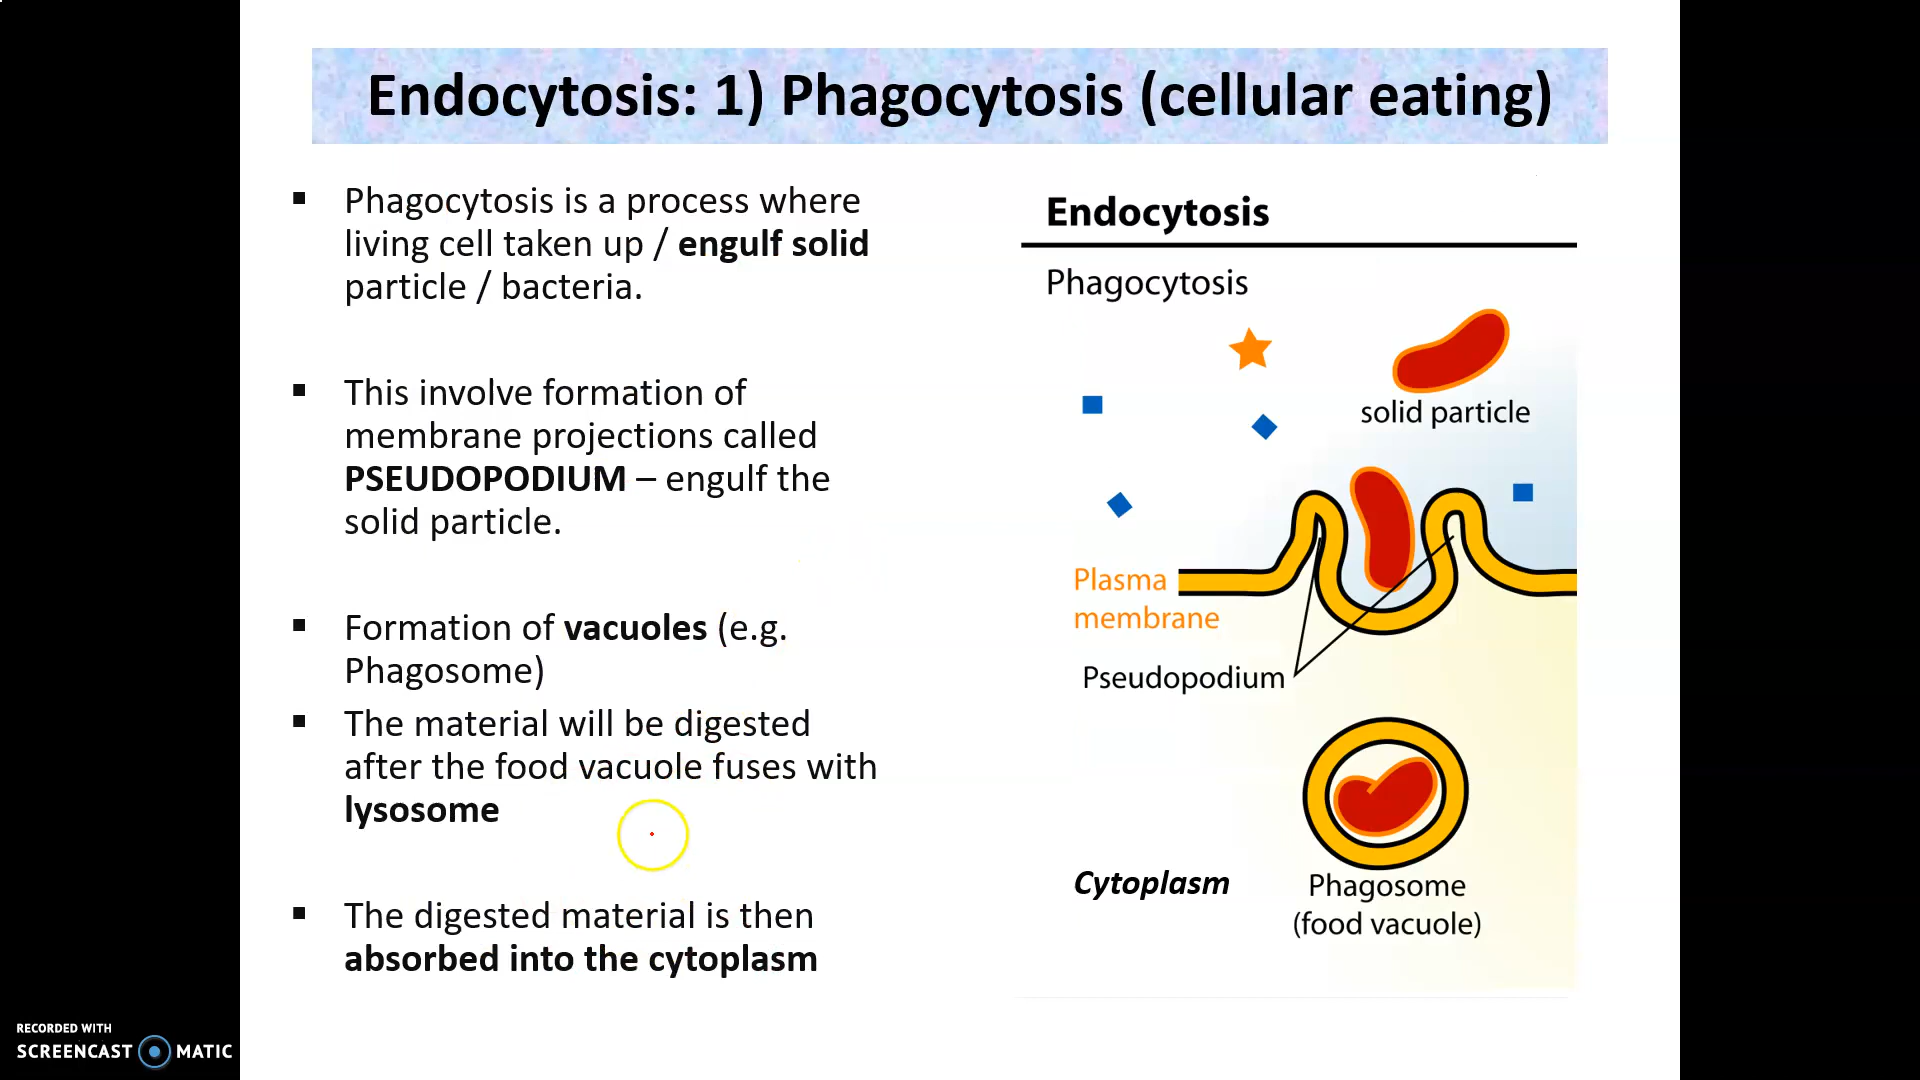 Endocytosis: 1) Phagocytosis (cellular eating)
▪ Phagocytosis is a process where
living cell taken up / engulf solid
particle / bacteria.
▪ This involve formation of
membrane projections called
PSEUDOPODIUM – engulf the
solid particle.
▪ Formation of vacuoles (e.g.
Phagosome)
▪ The material will be digested
after the food vacuole fuses with
lysosome
▪ The digested material is then
absorbed into the cytoplasm
Endocytosis
Phagocytosis
solid particle
Plasma
membrane
Pseudopodium
Cytoplasm
Phagosome
(food vacuole)
RECORDED WITH
SCREENCAST MATIC